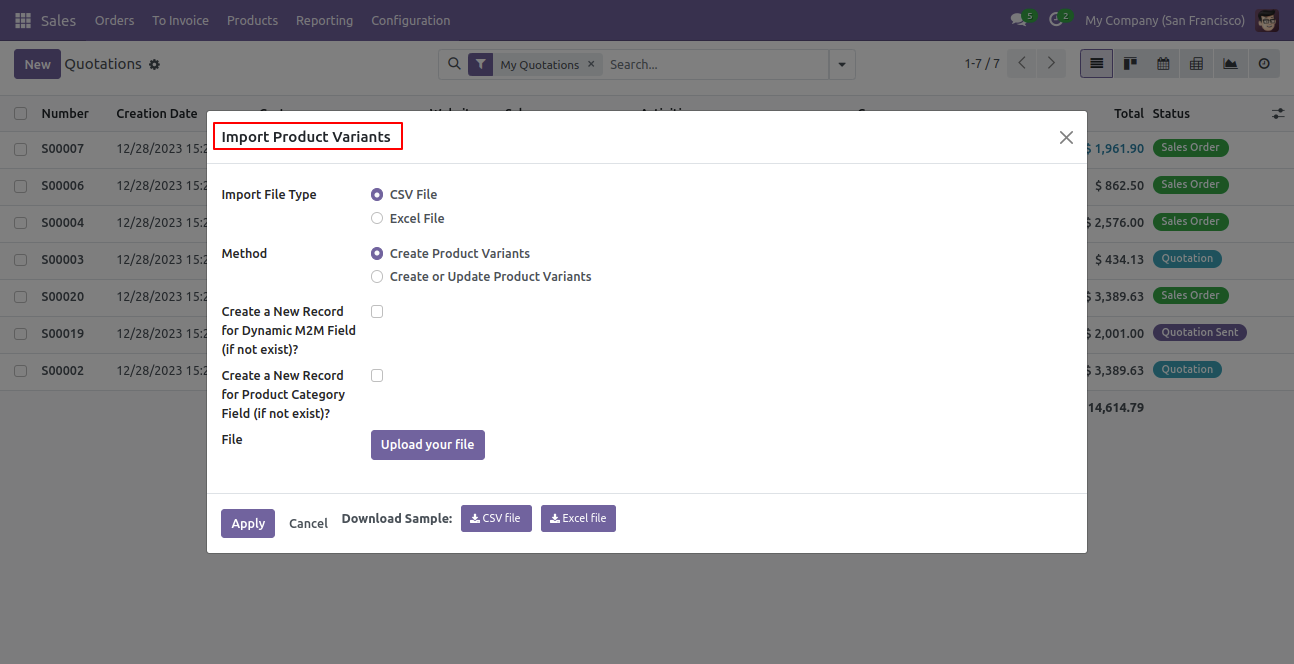 Sales Orders To Invoice Products Reporting Configuration 5 2 My Company (San Francisco)
New Quotations My Quotations × Search... 1-7 / 7
Number Creation Date Total Status
Import Product Variants
S00007 12/28/2023 15:2 $ 1,961.90 Sales Order
S00006 12/28/2023 15:2 $ 862.50 Sales Order
S00004 12/28/2023 15:2 $ 2,576.00 Sales Order
S00003 12/28/2023 15:2 $ 434.13 Quotation
S00020 12/28/2023 15:2 $ 3,389.63 Sales Order
S00019 12/28/2023 15:2 $ 2,001.00 Quotation Sent
S00002 12/28/2023 15:2 $ 3,389.63 Quotation
14,614.79
Import File Type CSV File
Excel File
Method Create Product Variants
Create or Update Product Variants
Create a New Record
for Dynamic M2M Field
(if not exist)?
Create a New Record
for Product Category
Field (if not exist)?
File Upload your file
Apply Cancel Download Sample: CSV file Excel file